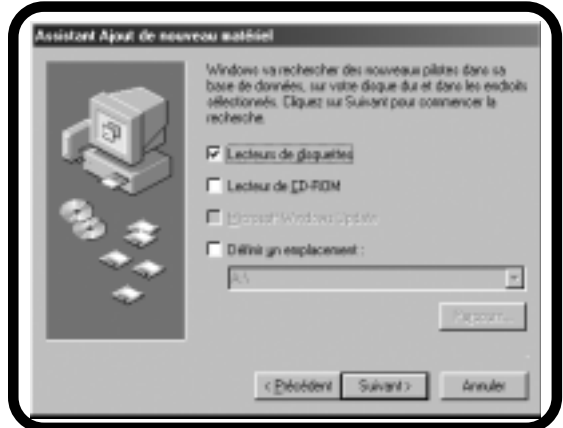 Assistant Ajout de nouveau matériel
Windows va rechercher des nouveaux pilotes dans sa
base de données, sur votre disque dur et dans les endroits
sélectionnés. Cliquez sur Suivant pour commencer la
recherche.
Lecteurs de disquettes
Lecteur de CD-ROM
Microsoft Windows Update
Définir un emplacement :
A:\
Parcourir...
< Précédent Suivant > Annuler